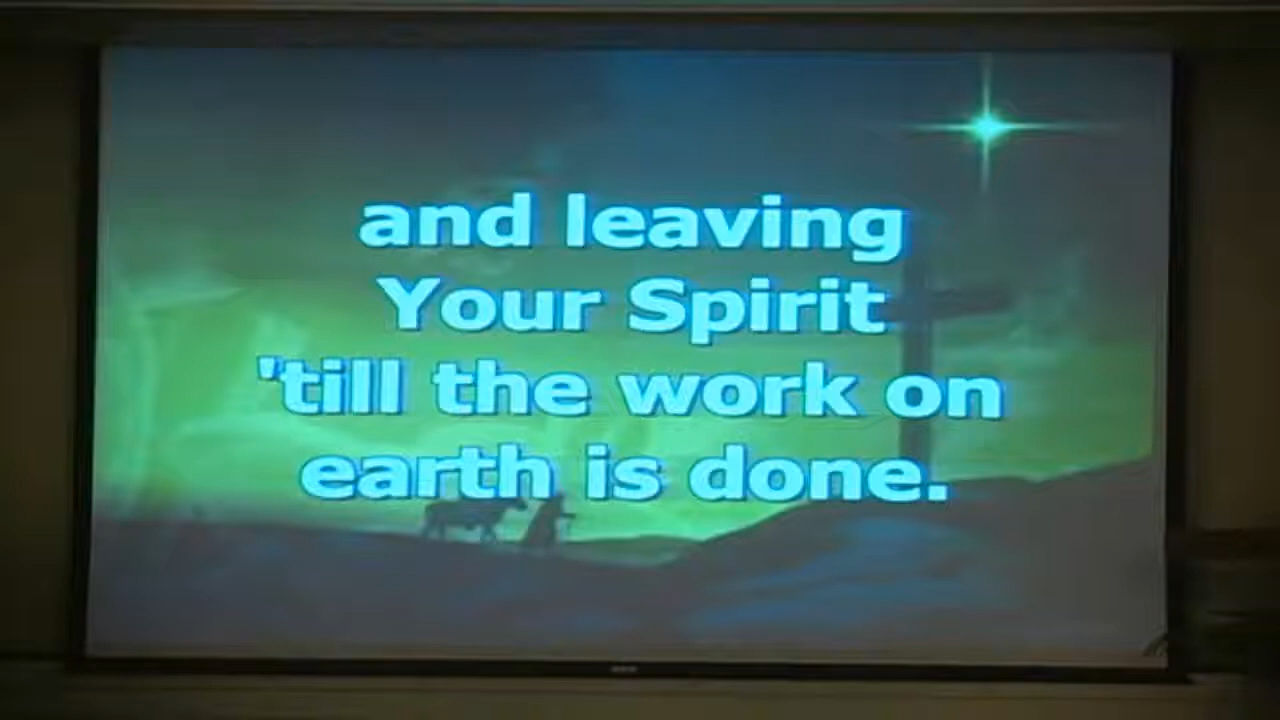 and leaving
Your Spirit
'till the work on
earth is done.